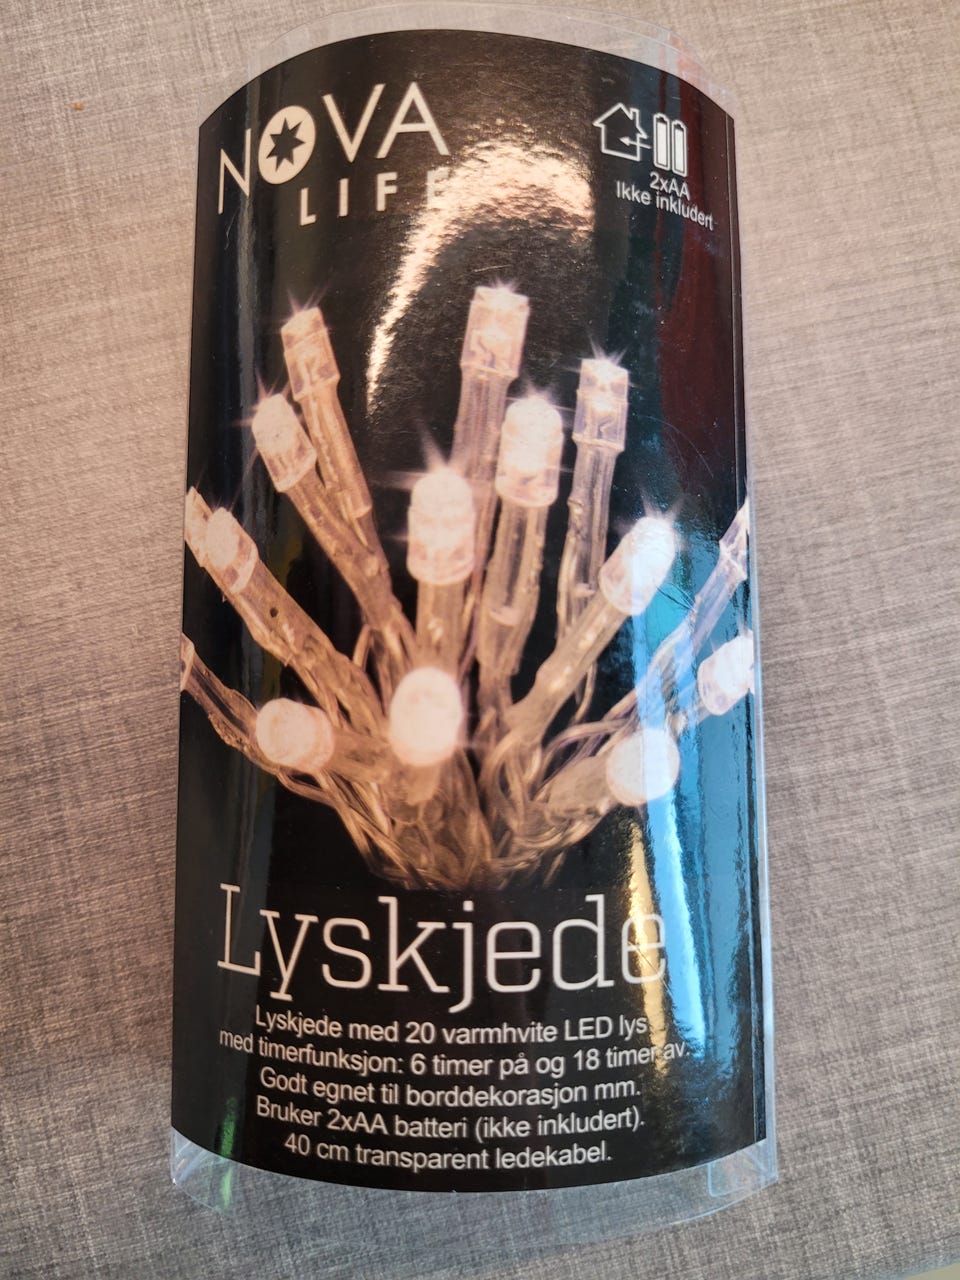 NOVA
LIFE
2xAA
Ikke inkludert
Lyskjede
Lyskjede med 20 varmhvite LED lys
med timerfunksjon: 6 timer på og 18 timer av.
Godt egnet til borddekorasjon mm.
Bruker 2xAA batteri (ikke inkludert).
40 cm transparent ledekabel.